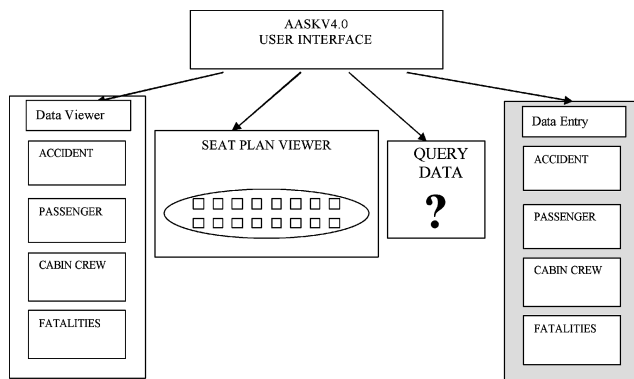 AASKV4.0
USER INTERFACE
Data Viewer
ACCIDENT
PASSENGER
CABIN CREW
FATALITIES
SEAT PLAN VIEWER
QUERY
DATA
?
Data Entry
ACCIDENT
PASSENGER
CABIN CREW
FATALITIES